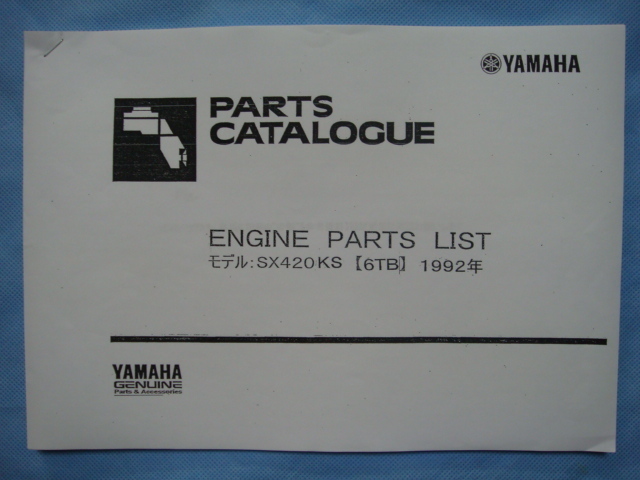 YAMAHA
PARTS
CATALOGUE
ENGINE PARTS LIST
モデル:SX420KS 【6TB】 1992年
YAMAHA
GENUINE
Parts & Accessories